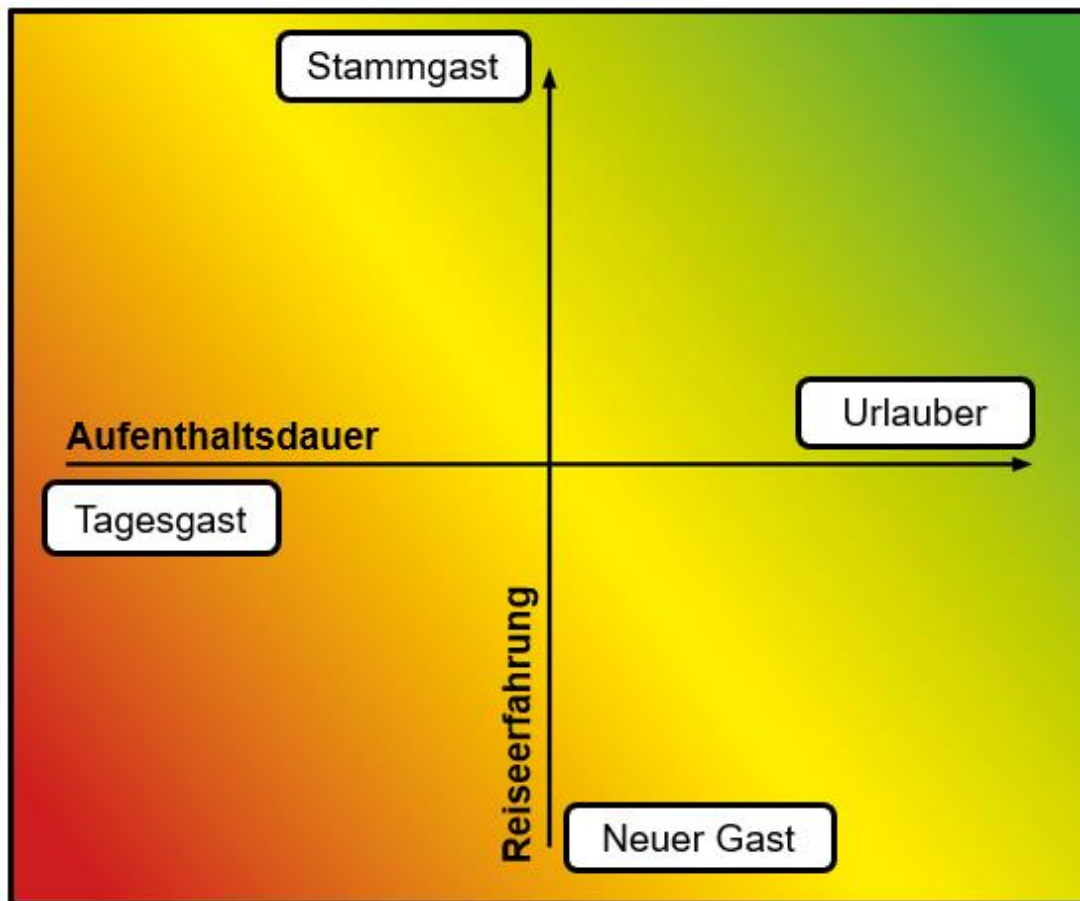 Stammgast
Urlauber
Aufenthaltsdauer
Tagesgast
Reiseerfahrung
Neuer Gast